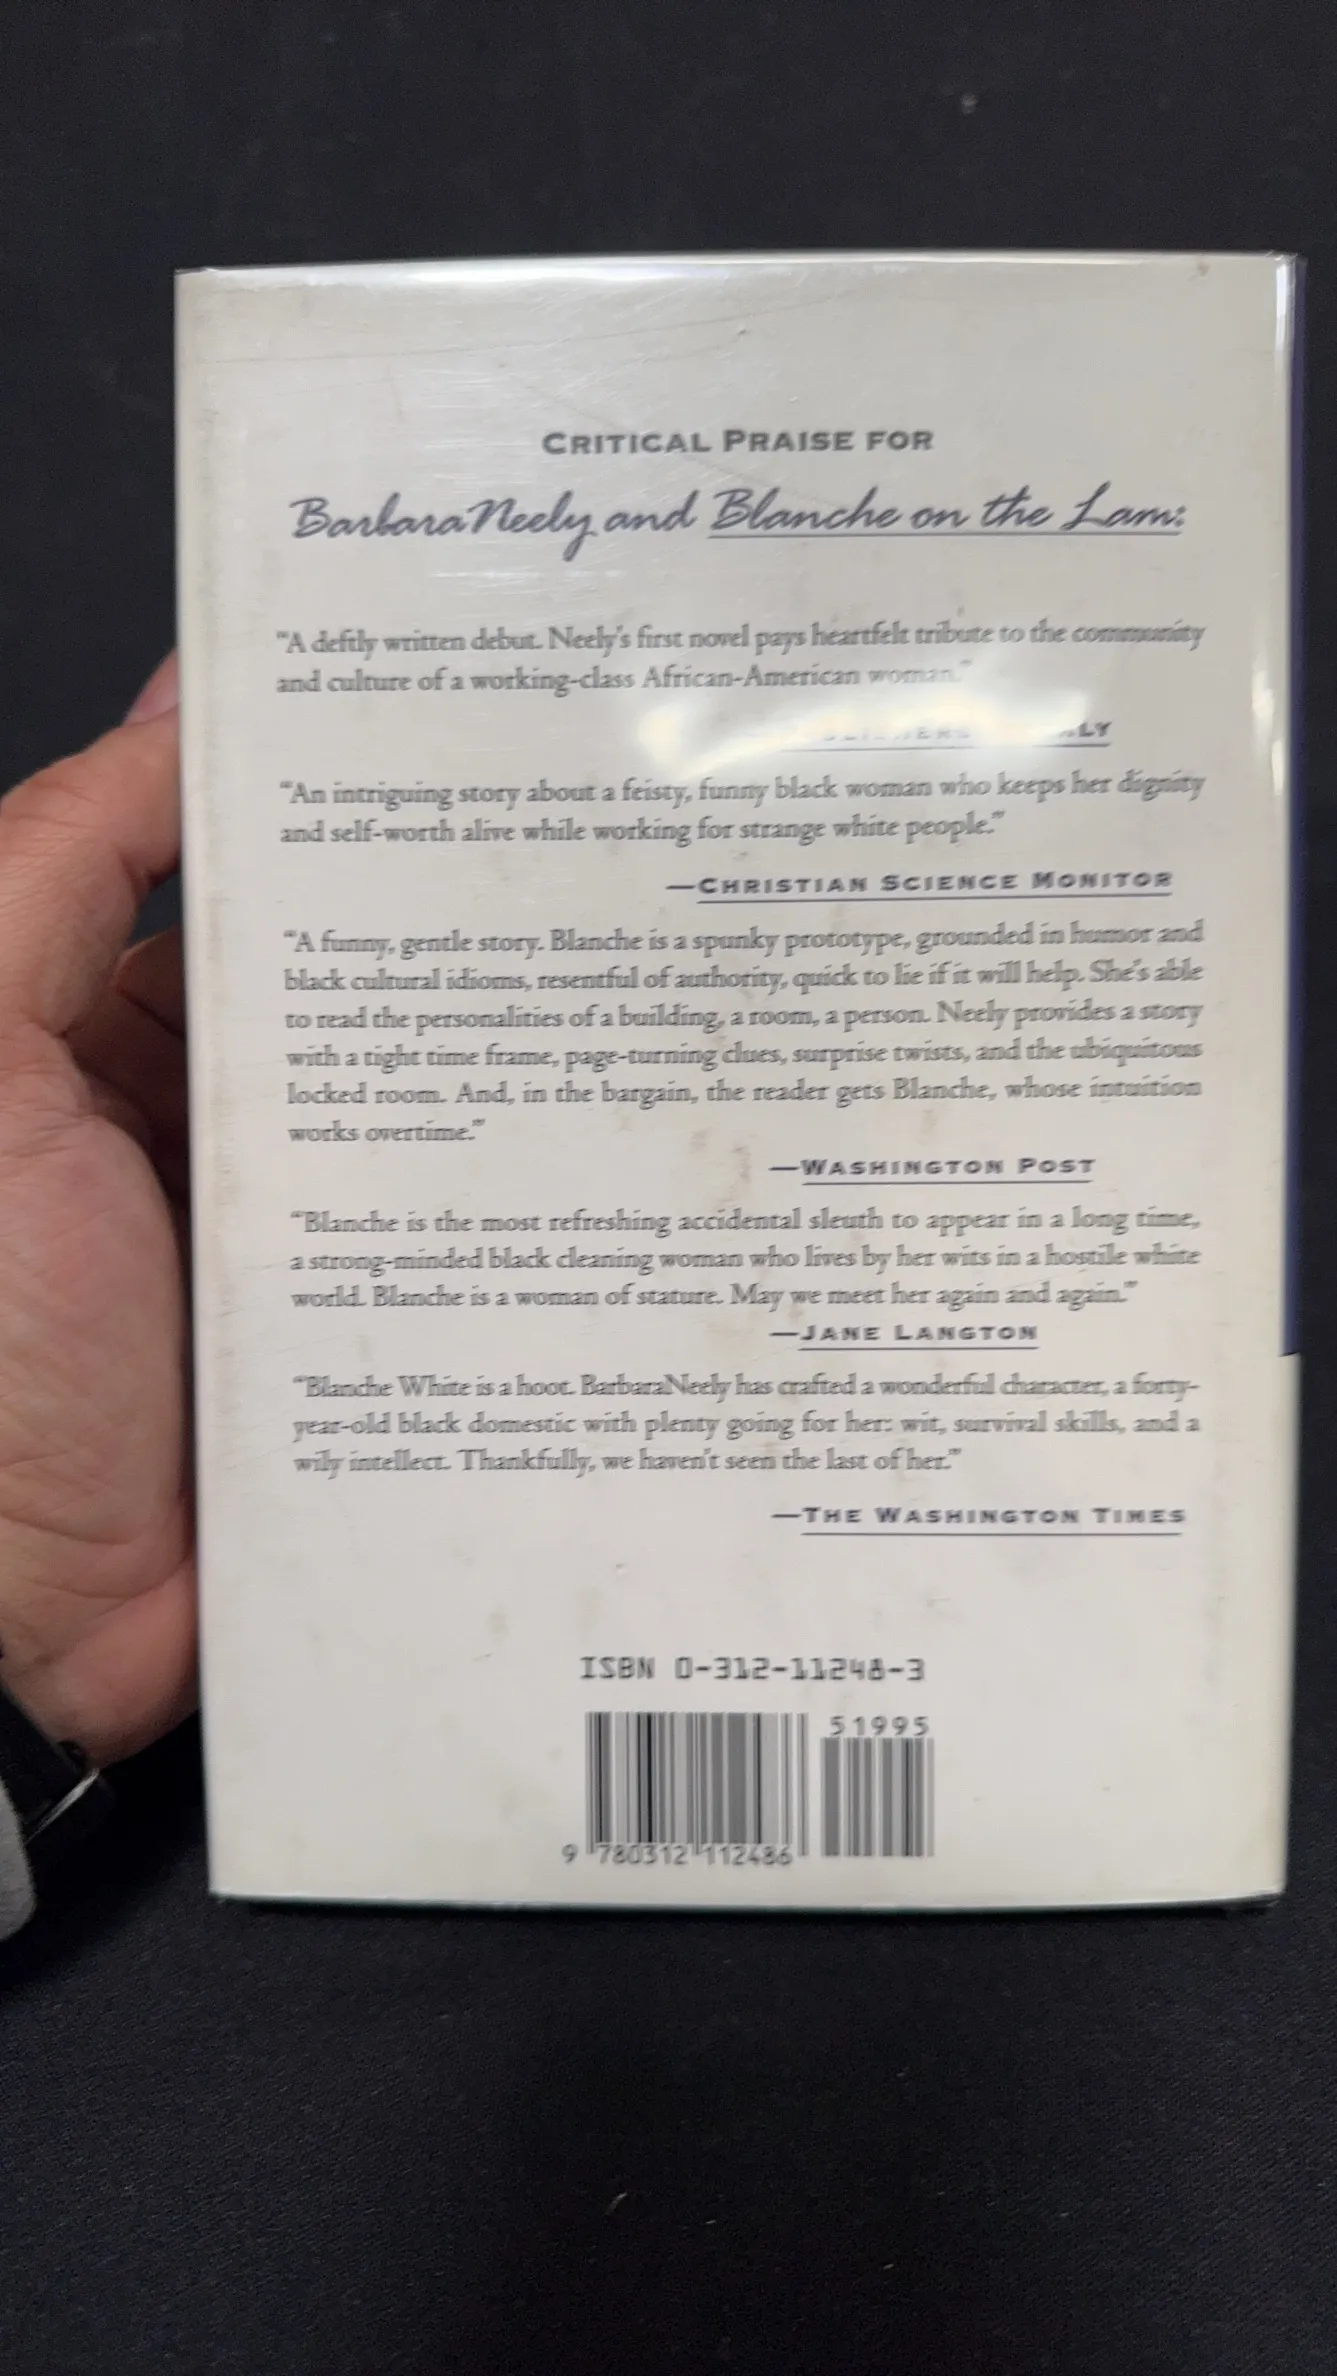 CRITICAL PRAISE FOR
BarbaraNeely and Blanche on the Lam:
"A deftly written debut. Neely's first novel pays heartfelt tribute to the community
and culture of a working-class African-American woman."
"An intriguing story about a feisty, funny black woman who keeps her dignity
and self-worth alive while working for strange white people."
—CHRISTIAN SCIENCE MONITOR
"A funny, gentle story. Blanche is a spunky prototype, grounded in humor and
black cultural idioms, resentful of authority, quick to lie if it will help. She's able
to read the personalities of a building, a room, a person. Neely provides a story
with a tight time frame, page-turning clues, surprise twists, and the ubiquitous
locked room. And, in the bargain, the reader gets Blanche, whose intuition
works overtime."
—WASHINGTON POST
"Blanche is the most refreshing accidental sleuth to appear in a long time,
a strong-minded black cleaning woman who lives by her wits in a hostile white
world. Blanche is a woman of stature. May we meet her again and again."
—JANE LANGTON
"Blanche White is a hoot. BarbaraNeely has crafted a wonderful character, a forty-
year-old black domestic with plenty going for her: wit, survival skills, and a
wily intellect. Thankfully, we haven't seen the last of her."
—THE WASHINGTON TIMES
ISBN 0-312-11248-3
51995
9 780312 112486